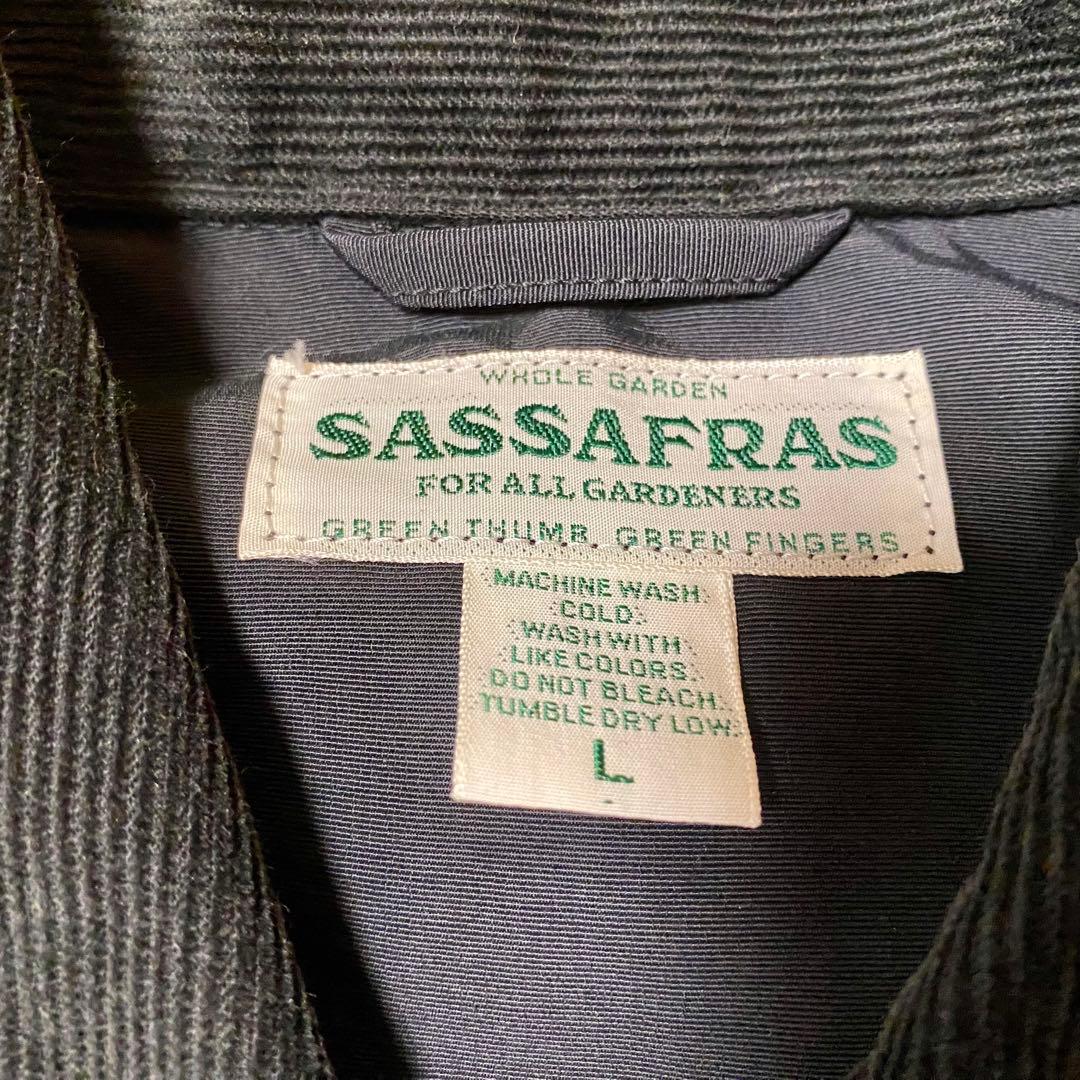 WHOLE GARDEN
SASSAFRAS
FOR ALL GARDENERS
GREEN THUMB, GREEN FINGERS
MACHINE WASH
COLD.
WASH WITH
LIKE COLORS.
DO NOT BLEACH.
TUMBLE DRY LOW.
L